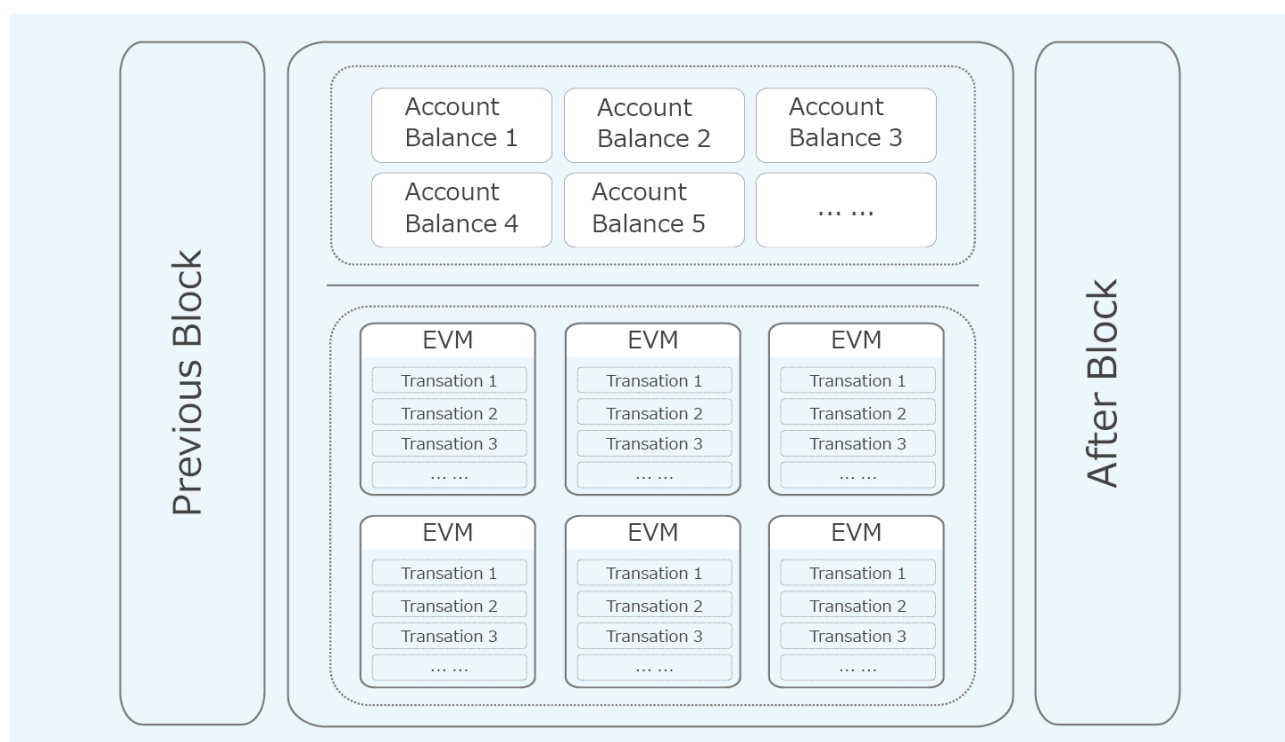 Previous Block
Account
Balance 1
Account
Balance 2
Account
Balance 3
Account
Balance 4
Account
Balance 5
... ...
EVM
Transation 1
Transation 2
Transation 3
... ...
EVM
Transation 1
Transation 2
Transation 3
... ...
EVM
Transation 1
Transation 2
Transation 3
... ...
EVM
Transation 1
Transation 2
Transation 3
... ...
EVM
Transation 1
Transation 2
Transation 3
... ...
EVM
Transation 1
Transation 2
Transation 3
... ...
After Block